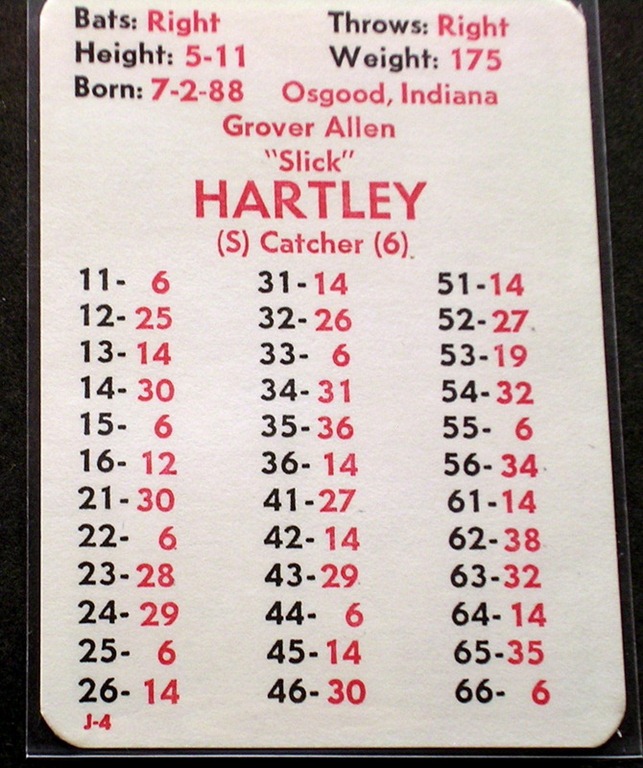 Bats: Right Throws: Right
Height: 5-11 Weight: 175
Born: 7-2-88 Osgood, Indiana
Grover Allen
"Slick"
HARTLEY
(S) Catcher (6)
11- 6 31-14 51-14
12-25 32-26 52-27
13-14 33- 6 53-19
14-30 34-31 54-32
15- 6 35-36 55- 6
16-12 36-14 56-34
21-30 41-27 61-14
22- 6 42-14 62-38
23-28 43-29 63-32
24-29 44- 6 64-14
25- 6 45-14 65-35
26-14 46-30 66- 6
J-4